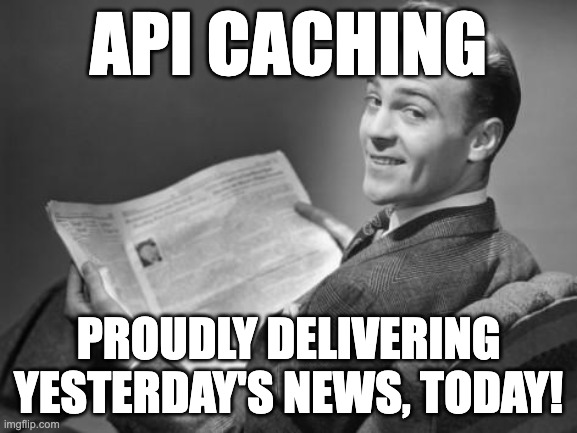 API CACHING
PROUDLY DELIVERING
YESTERDAY'S NEWS, TODAY!
imgflip.com